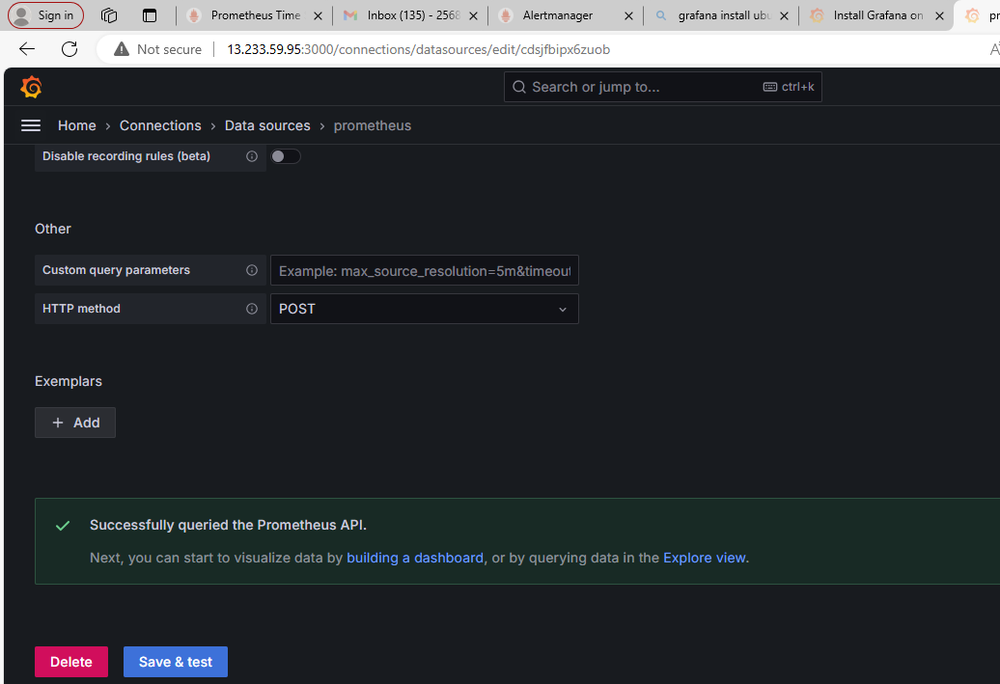 Sign in
Prometheus Time
Inbox (135) - 2568
Alertmanager
grafana install ubu
Install Grafana on
pr
Not secure
13.233.59.95:3000/connections/datasources/edit/cdsjfbipx6zuob
Search or jump to...
ctrl+k
Home › Connections › Data sources › prometheus
Disable recording rules (beta)
Other
Custom query parameters
Example: max_source_resolution=5m&timeout
HTTP method
POST
Exemplars
+ Add
Successfully queried the Prometheus API.
Next, you can start to visualize data by building a dashboard, or by querying data in the Explore view.
Delete
Save & test